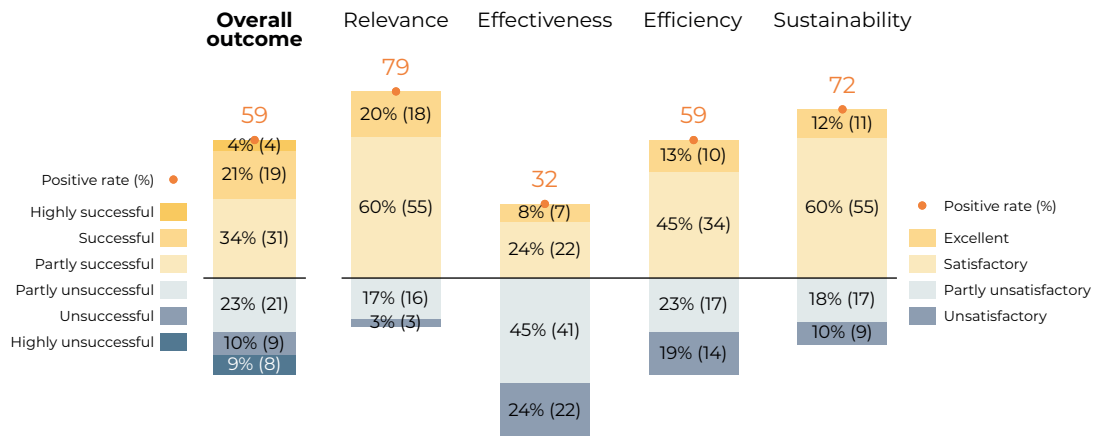 Overall
outcome
Relevance
Effectiveness
Efficiency
Sustainability
79
72
59
59
32
20% (18)
12% (11)
4% (4)
13% (10)
21% (19)
Positive rate (%)
Highly successful
Successful
Partly successful
Partly unsuccessful
Unsuccessful
Highly unsuccessful
60% (55)
8% (7)
45% (34)
60% (55)
34% (31)
24% (22)
Positive rate (%)
Excellent
Satisfactory
Partly unsatisfactory
Unsatisfactory
23% (21)
17% (16)
45% (41)
23% (17)
18% (17)
10% (9)
3% (3)
19% (14)
10% (9)
9% (8)
24% (22)